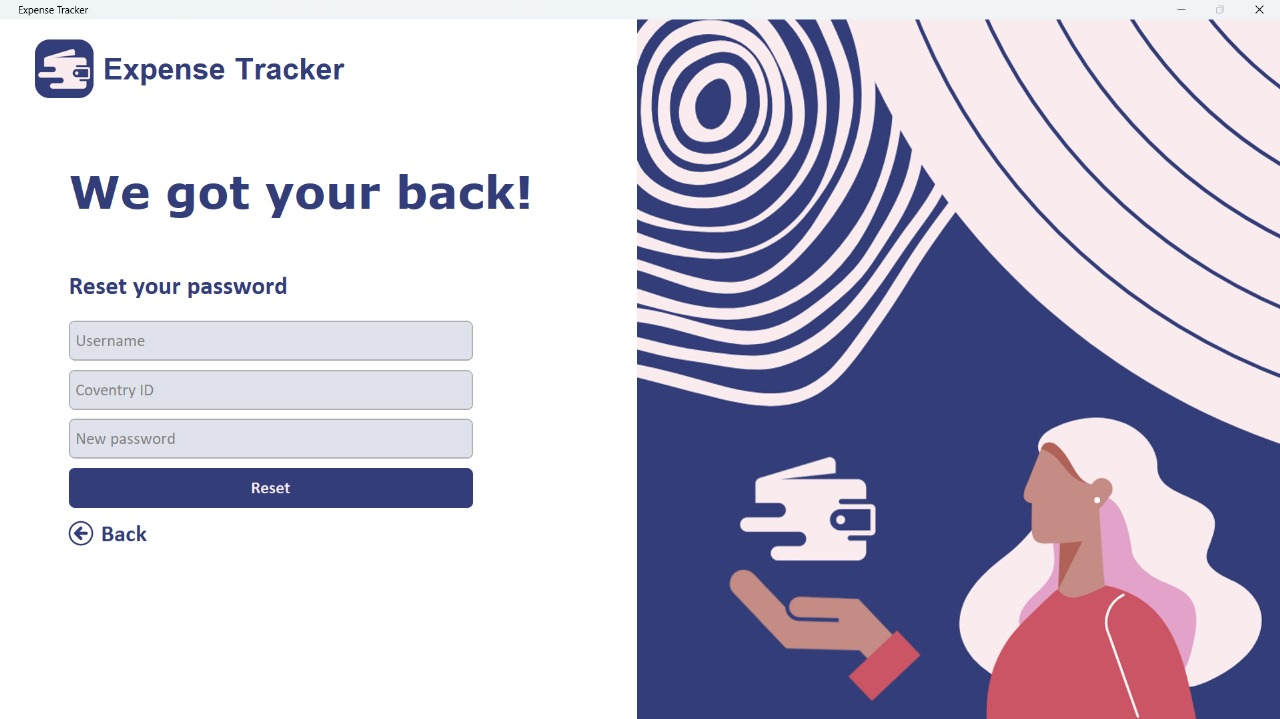 Expense Tracker
Expense Tracker
We got your back!
Reset your password
Username
Coventry ID
New password
Reset
Back